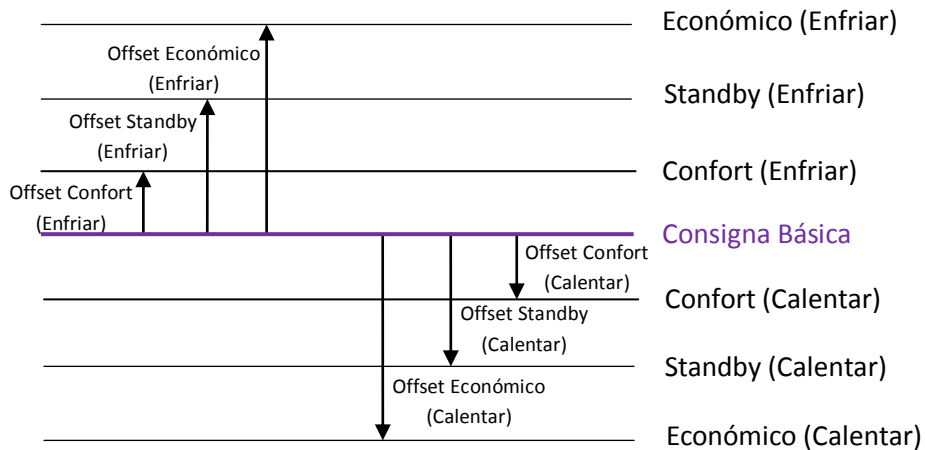 Económico (Enfriar)
Offset Económico
(Enfriar)
Standby (Enfriar)
Offset Standby
(Enfriar)
Confort (Enfriar)
Offset Confort
(Enfriar)
Consigna Básica
Offset Confort
(Calentar)
Confort (Calentar)
Offset Standby
(Calentar)
Standby (Calentar)
Offset Económico
(Calentar)
Económico (Calentar)